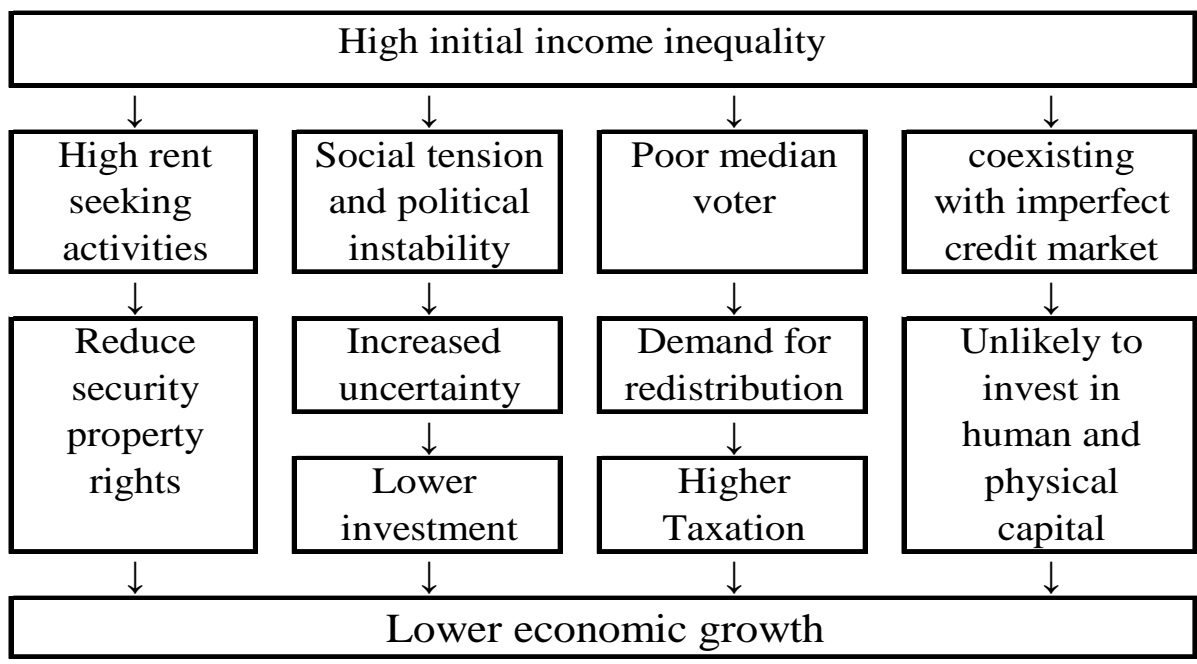 High initial income inequality
↓ ↓ ↓ ↓
High rent
seeking
activities
Social tension
and political
instability
Poor median
voter
coexisting
with imperfect
credit market
↓ ↓ ↓ ↓
Reduce
security
property
rights
Increased
uncertainty
↓
Lower
investment
Demand for
redistribution
↓
Higher
Taxation
Unlikely to
invest in
human and
physical
capital
↓ ↓ ↓ ↓
Lower economic growth